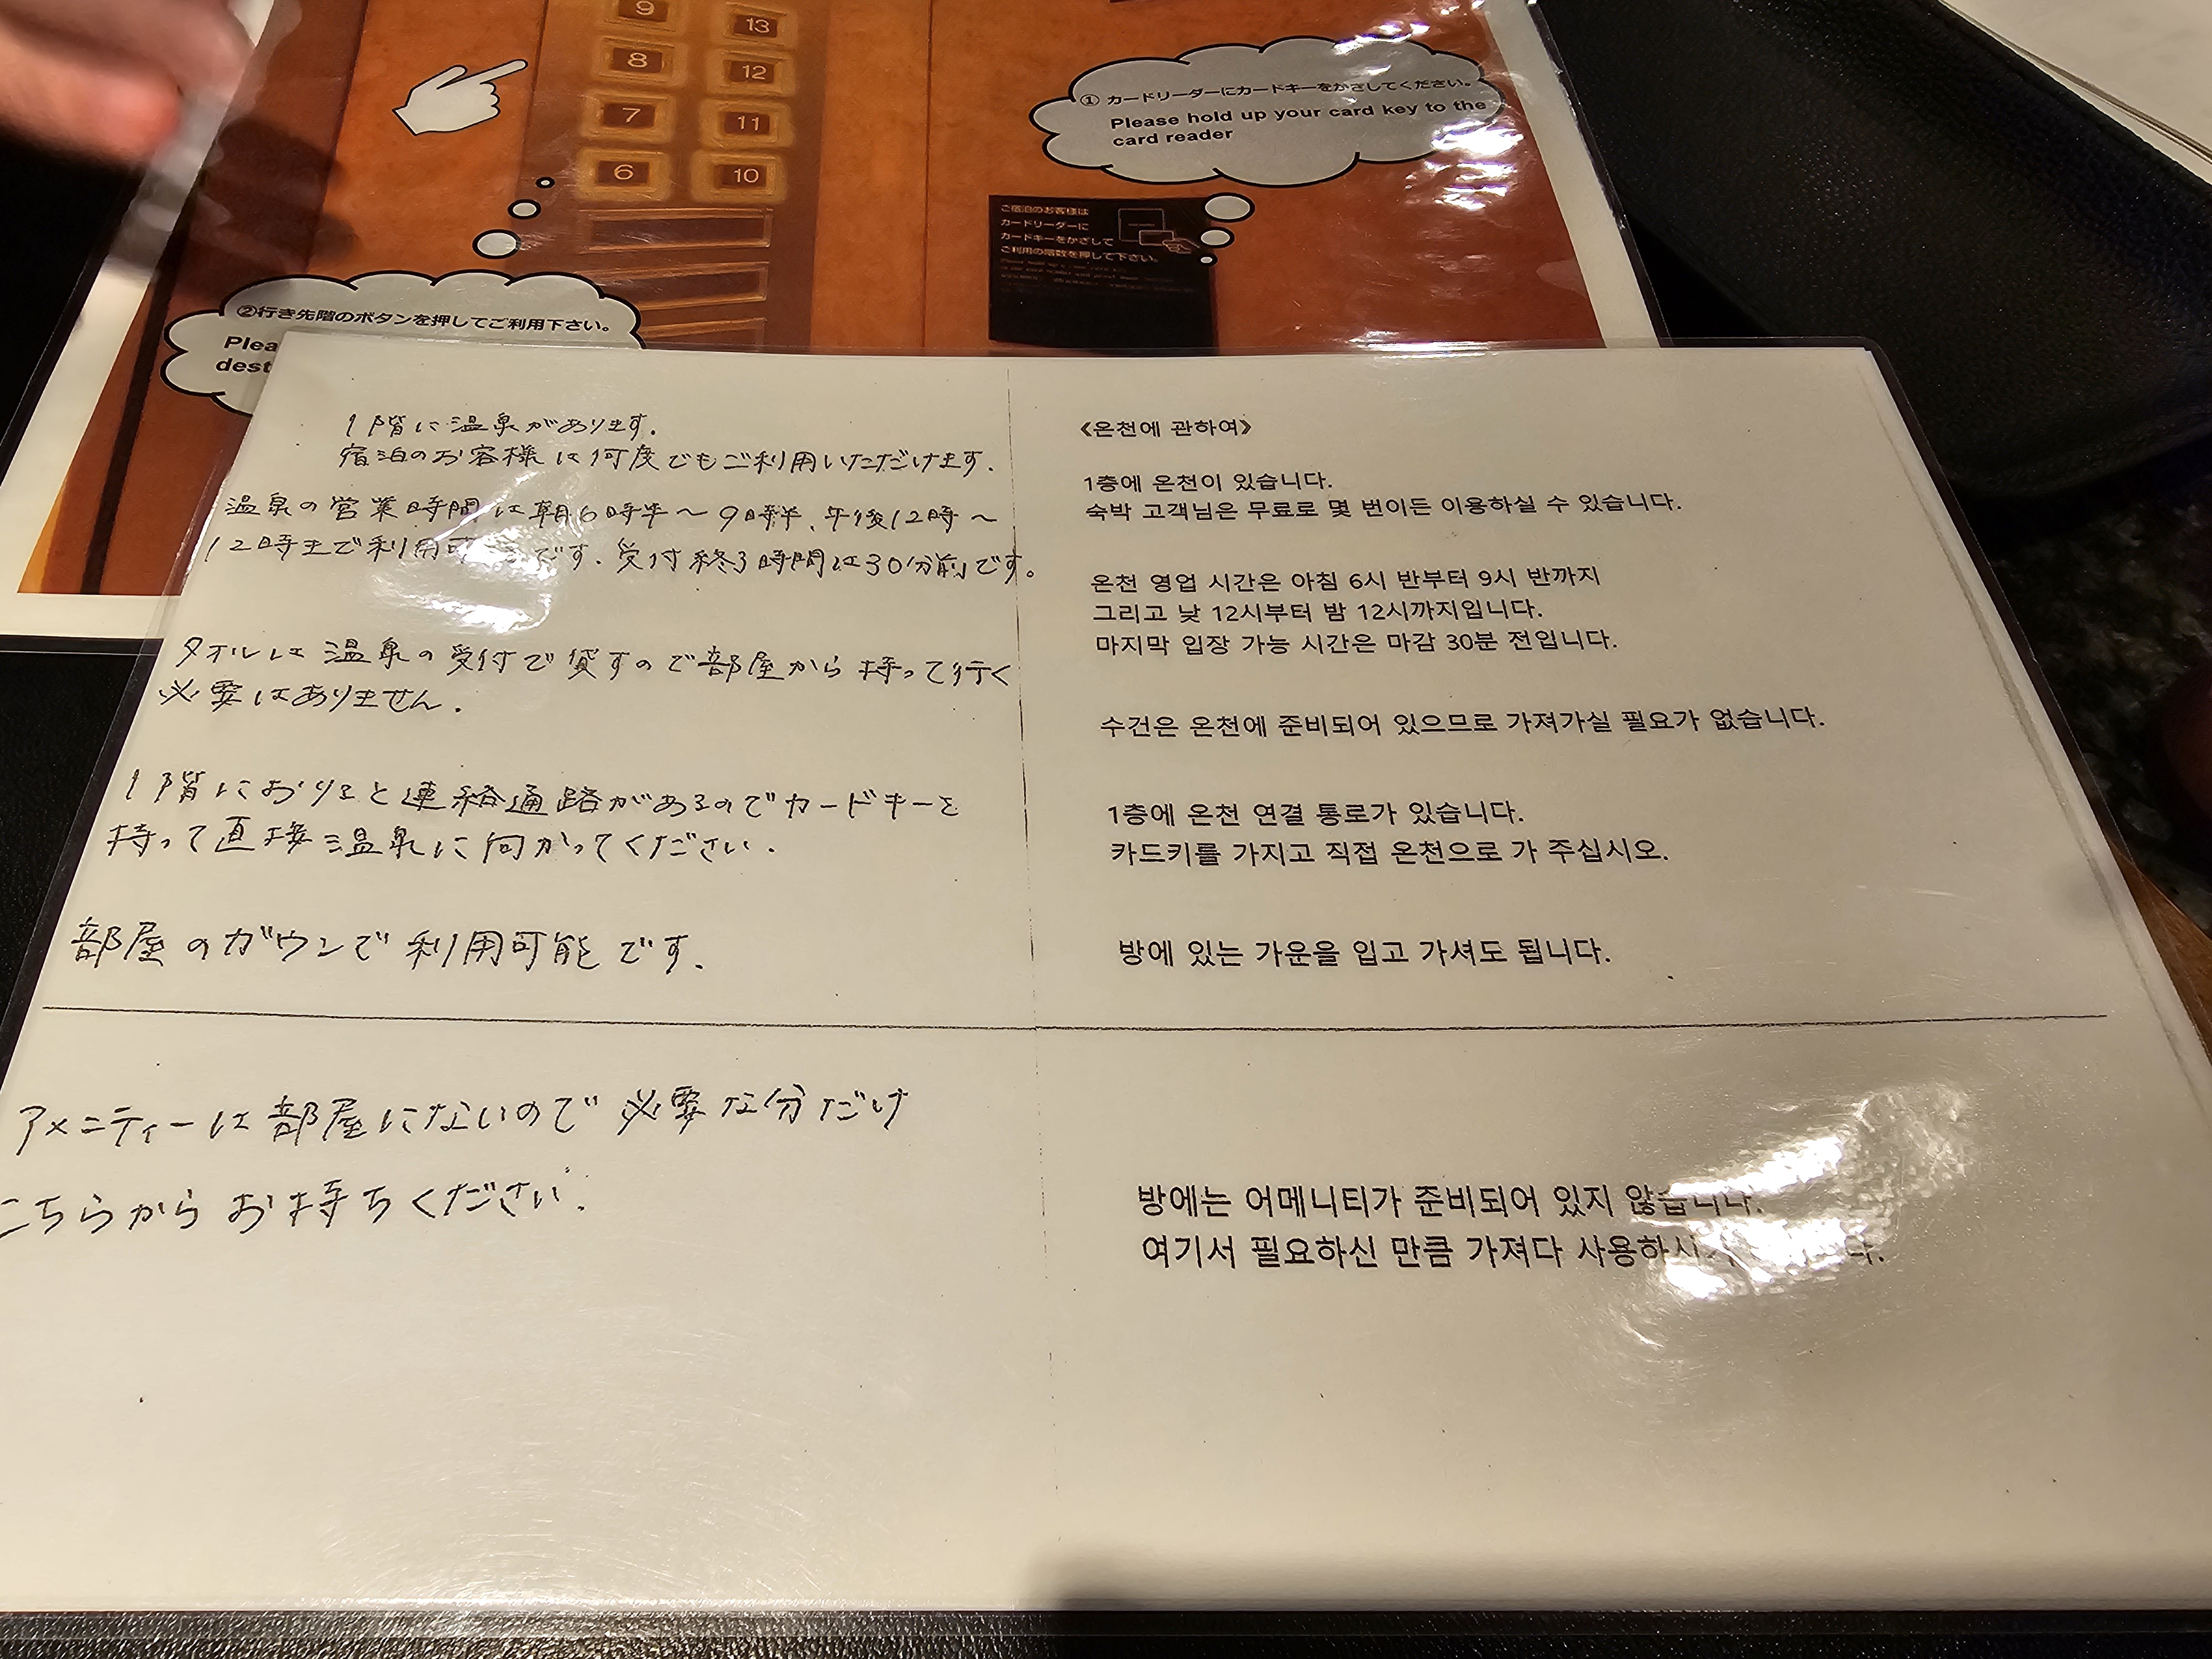 9
13
8
12
7
11
6
10
① カードリーダーにカードキーをかざしてください。
Please hold up your card key to the
card reader
ご宿泊のお客様は
カードリーダーに
カードキーをかざして
ご利用の階数を押して下さい。
②行き先階のボタンを押してご利用下さい。
Plea
dest
1階に温泉があります.
宿泊のお客様は何度でもご利用いただけます.
温泉の営業時間は朝6時半～9時半、午後12時～
12時まで利用可 です. 受付終了時間は30分前です。
タオルは温泉の受付で貸すので部屋から持って行く
必要はありません.
1階におりると連絡通路があるのでカードキーを
持って直接温泉に向かってください.
部屋のガウンで利用可能です.
アメニティーは部屋にないので必要な分だけ
こちらからお持ちください.
《온천에 관하여》
1층에 온천이 있습니다.
숙박 고객님은 무료로 몇 번이든 이용하실 수 있습니다.
온천 영업 시간은 아침 6시 반부터 9시 반까지
그리고 낮 12시부터 밤 12시까지입니다.
마지막 입장 가능 시간은 마감 30분 전입니다.
수건은 온천에 준비되어 있으므로 가져가실 필요가 없습니다.
1층에 온천 연결 통로가 있습니다.
카드키를 가지고 직접 온천으로 가 주십시오.
방에 있는 가운을 입고 가셔도 됩니다.
방에는 어메니티가 준비되어 있지 않습니다.
여기서 필요하신 만큼 가져다